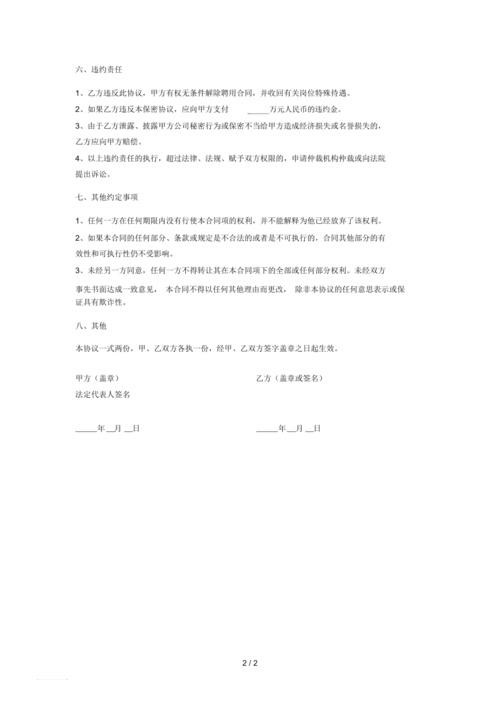 六、违约责任
1、乙方违反此协议，甲方有权无条件解除聘用合同，并收回有关岗位特殊待遇。
2、如果乙方违反本保密协议，应向甲方支付 _____万元人民币的违约金。
3、由于乙方泄露、披露甲方公司秘密行为或保密不当给甲方造成经济损失或名誉损失的，
乙方应向甲方赔偿。
4、以上违约责任的执行，超过法律、法规、赋予双方权限的，申请仲裁机构仲裁或向法院
提出诉讼。
七、其他约定事项
1、任何一方在任何期限内没有行使本合同项的权利，并不能解释为他已经放弃了该权利。
2、如果本合同的任何部分、条款或规定是不合法的或者是不可执行的，合同其他部分的有
效性和可执行性仍不受影响。
3、未经另一方同意，任何一方不得转让其在本合同项下的全部或任何部分权利。未经双方
事先书面达成一致意见， 本合同不得以任何其他理由而更改， 除非本协议的任何意思表示或保
证具有欺诈性。
八、其他
本协议一式两份，甲、乙双方各执一份，经甲、乙双方签字盖章之日起生效。
甲方（盖章） 乙方（盖章或签名）
法定代表人签名
_____年__月__日 _____年__月__日
2 / 2